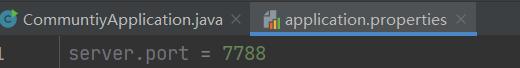 CommuntiyApplication.java application.properties
1 server.port = 7788